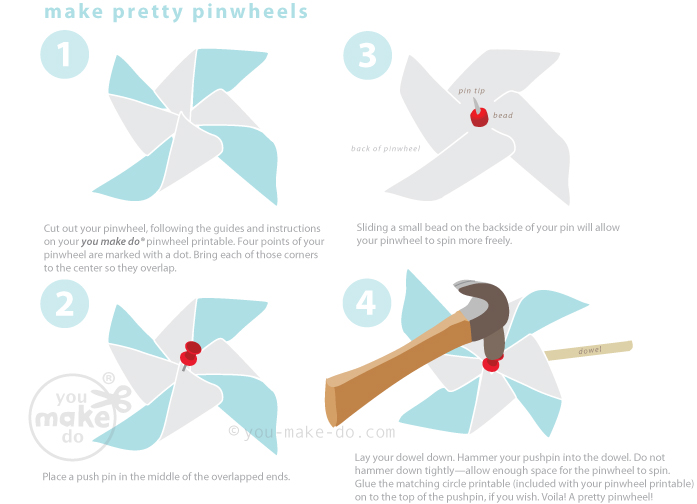 make pretty pinwheels
1
Cut out your pinwheel, following the guides and instructions
on your you make do® pinwheel printable. Four points of your
pinwheel are marked with a dot. Bring each of those corners
to the center so they overlap.
2
you
make
do
®
Place a push pin in the middle of the overlapped ends.
3
pin tip
bead
back of pinwheel
Sliding a small bead on the backside of your pin will allow
your pinwheel to spin more freely.
4
dowel
© you-make-do.com
Lay your dowel down. Hammer your pushpin into the dowel. Do not
hammer down tightly—allow enough space for the pinwheel to spin.
Glue the matching circle printable (included with your pinwheel printable)
on to the top of the pushpin, if you wish. Voila! A pretty pinwheel!